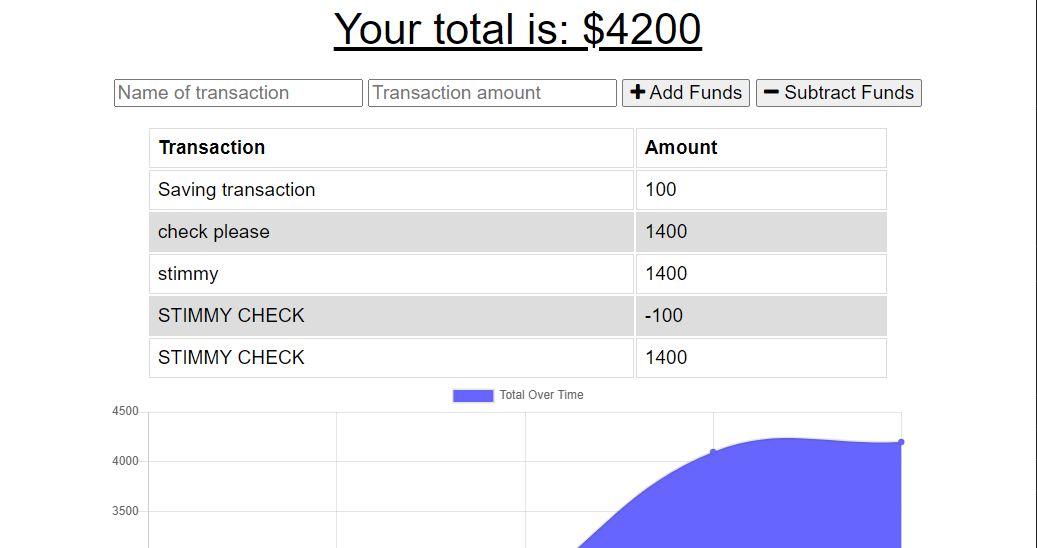 Your total is: $4200
Name of transaction Transaction amount Add Funds Subtract Funds
Transaction Amount
Saving transaction 100
check please 1400
stimmy 1400
STIMMY CHECK -100
STIMMY CHECK 1400
Total Over Time
4500
4000
3500